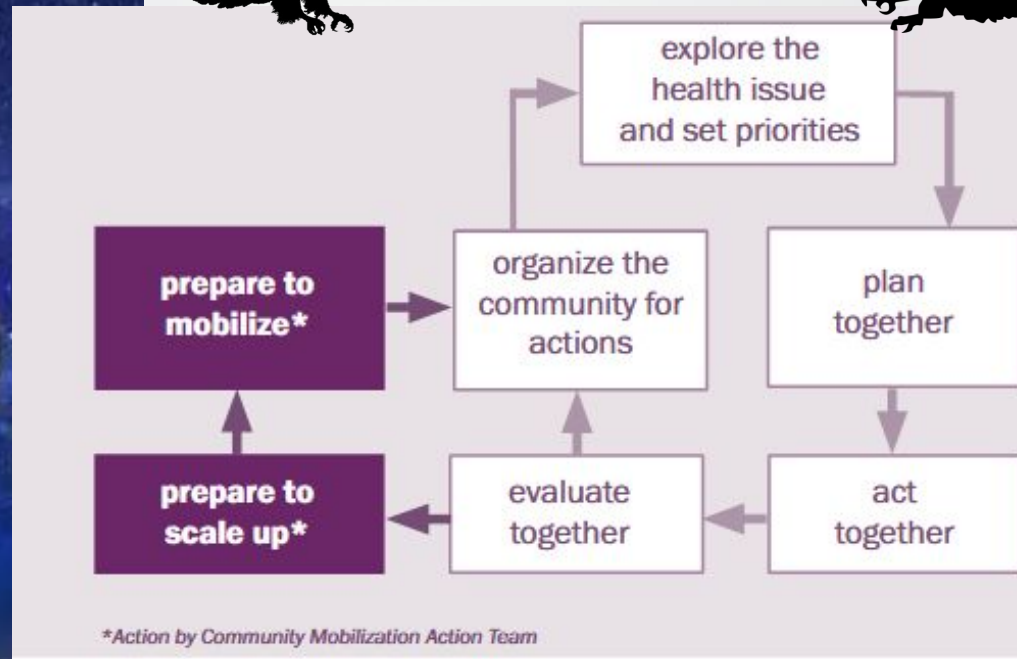 explore the
health issue
and set priorities
prepare to
mobilize*
organize the
community for
actions
plan
together
prepare to
scale up*
evaluate
together
act
together
*Action by Community Mobilization Action Team